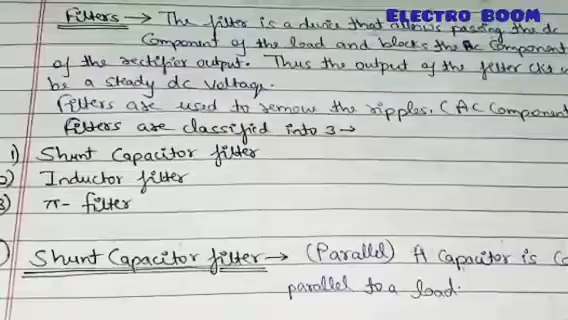 ELECTRO BOOM
Filters → The filter is a device that allows passing the dc
Component of the load and blocks the Ac Component
of the rectifier output. Thus the output of the filter ckt
be a steady dc voltage.
Filters are used to remove the ripples. (AC Component
Filters are classified into 3 →
1) Shunt Capacitor filter
2) Inductor filter
3) π- filter
) Shunt Capacitor filter → (Parallel) A Capacitor is
parallel to a load.